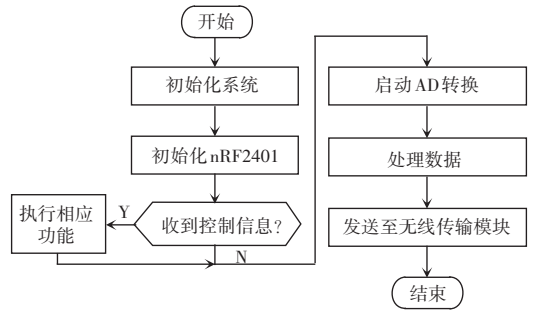 开始
初始化系统
初始化nRF2401
收到控制信息?
Y
执行相应
功能
N
启动AD转换
处理数据
发送至无线传输模块
结束